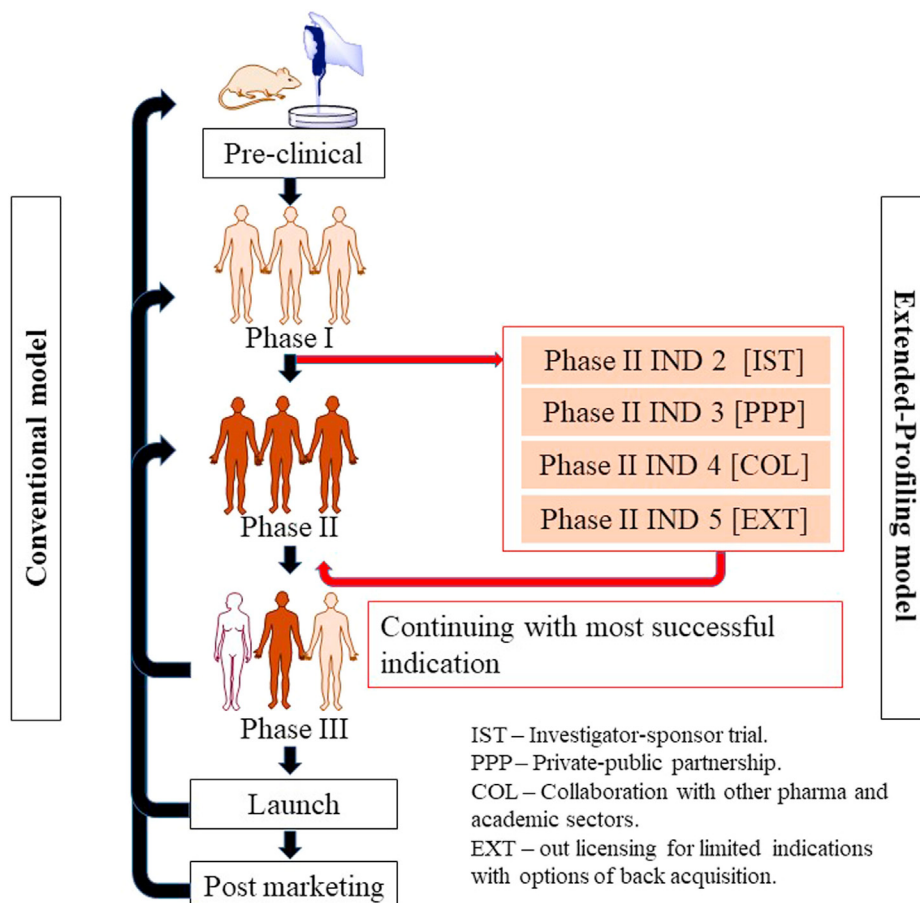 Pre-clinical
Conventional model
Extended-Profiling model
Phase I
Phase II IND 2 [IST]
Phase II IND 3 [PPP]
Phase II IND 4 [COL]
Phase II IND 5 [EXT]
Phase II
Continuing with most successful
indication
Phase III
IST – Investigator-sponsor trial.
PPP – Private-public partnership.
COL – Collaboration with other pharma and
academic sectors.
EXT – out licensing for limited indications
with options of back acquisition.
Launch
Post marketing